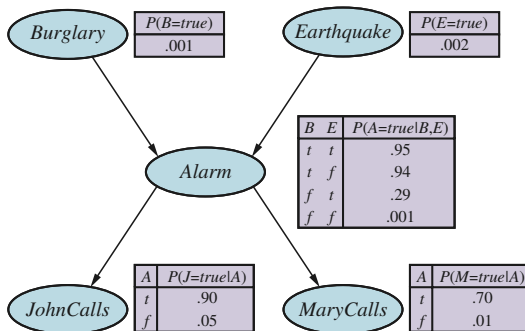 Burglary
P(B=true)
.001
Earthquake
P(E=true)
.002
Alarm
B E P(A=true|B,E)
t t .95
t f .94
f t .29
f f .001
JohnCalls
A P(J=true|A)
t .90
f .05
MaryCalls
A P(M=true|A)
t .70
f .01